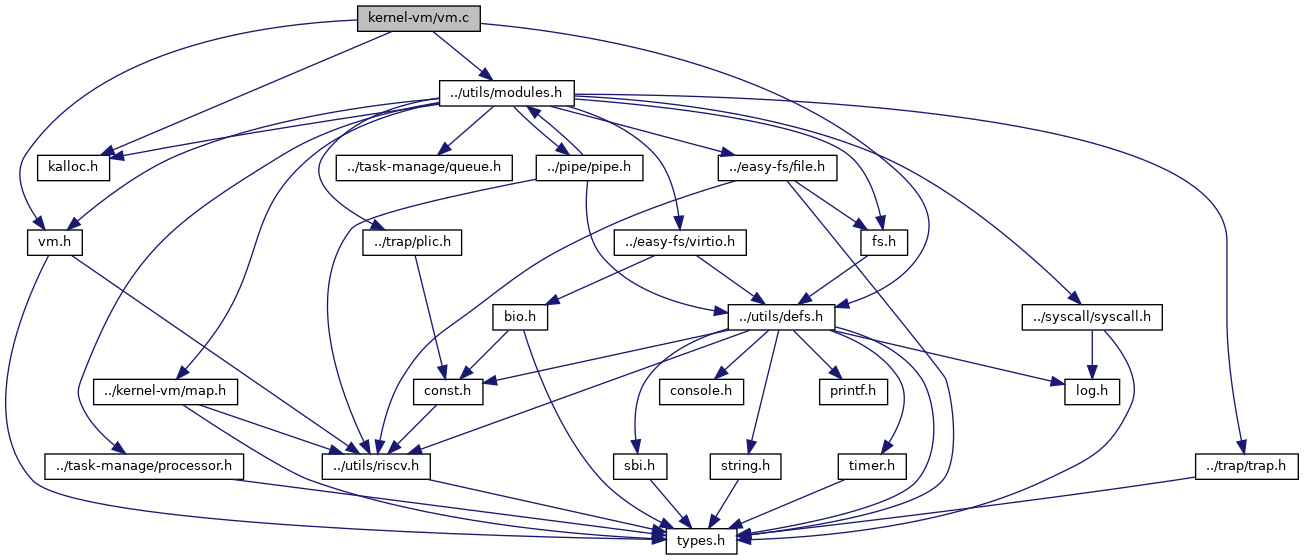 kernel-vm/vm.c
../utils/modules.h
kalloc.h
../task-manage/queue.h
../pipe/pipe.h
../easy-fs/file.h
vm.h
../trap/plic.h
../easy-fs/virtio.h
fs.h
bio.h
../utils/defs.h
../syscall/syscall.h
../kernel-vm/map.h
const.h
console.h
printf.h
log.h
../task-manage/processor.h
../utils/riscv.h
sbi.h
string.h
timer.h
../trap/trap.h
types.h